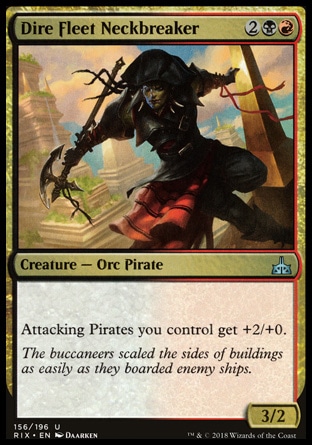 Dire Fleet Neckbreaker 2
Creature — Orc Pirate
Attacking Pirates you control get +2/+0.
The buccaneers scaled the sides of buildings
as easily as they boarded enemy ships.
3/2
156/196 U
RIX • EN DAARKEN
™ & © 2018 Wizards of the Coast